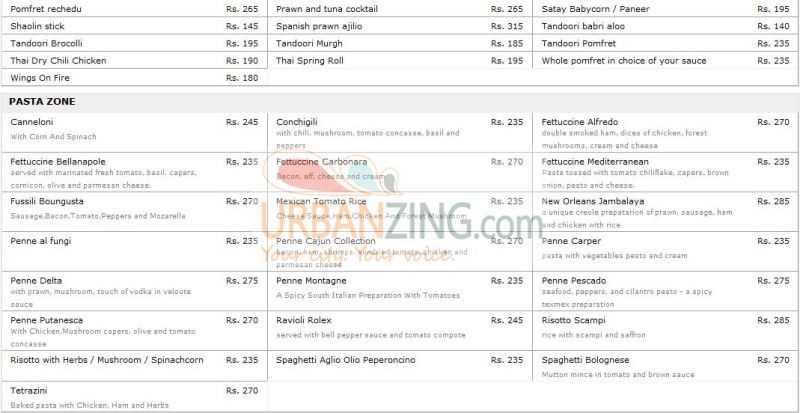 Pomfret rechedu Rs. 265 Prawn and tuna cocktail Rs. 265 Satay Babycorn / Paneer Rs. 195
Shaolin stick Rs. 145 Spanish prawn ajilio Rs. 315 Tandoori babri aloo Rs. 140
Tandoori Brocolli Rs. 195 Tandoori Murgh Rs. 185 Tandoori Pomfret Rs. 235
Thai Dry Chili Chicken Rs. 190 Thai Spring Roll Rs. 195 Whole pomfret in choice of your sauce Rs. 235
Wings On Fire Rs. 180
PASTA ZONE
Canneloni Rs. 245
With Corn And Spinach
Conchigili Rs. 235
with chili, mushroom, tomato concasse, basil and
peppers
Fettuccine Alfredo Rs. 270
double smoked ham, dices of chicken, forest
mushrooms, cream and cheese
Fettuccine Bellanapole Rs. 235
served with marinated fresh tomato, basil, capers,
cornicon, olive and parmesan cheese.
Fettuccine Carbonara Rs. 270
Becon, eff, cheese and cream
Fettuccine Mediterranean Rs. 235
Pasta tossed with tomato chiliflake, capers, brown
onion, pesto and cheese.
Fussili Boungusta Rs. 270
Sausage,Bacon,Tomato,Peppers and Mozarella
Mexican Tomato Rice Rs. 235
Cheese Sauce,Ham,Chicken And Forest Mushroom
New Orleans Jambalaya Rs. 285
a unique creole prepatarion of prawn, sausage, ham
and chicken with rice
URBANZING.com
Your city. Your voice.
Penne al fungi Rs. 235
Penne Cajun Collection Rs. 270
bacon, ham, shrimps, sundried tomato, chicken and
parmesan cheese
Penne Carper Rs. 235
pasta with vegetables pesto and cream
Penne Delta Rs. 275
with prawn, mushroom, touch of vodka in veloute
sauce
Penne Montagne Rs. 235
A Spicy South Italian Preparation With Tomatoes
Penne Pescado Rs. 275
seafood, peppers, and cilantro pesto - a spicy
texmex preparation
Penne Putanesca Rs. 270
With Chicken,Mushroom capers, olive and tomato
concasse
Ravioli Rolex Rs. 245
served with bell pepper sauce and tomato compote
Risotto Scampi Rs. 285
rice with scampi and saffron
Risotto with Herbs / Mushroom / Spinachcorn Rs. 235
Spaghetti Aglio Olio Peperoncino Rs. 235
Spaghetti Bolognese Rs. 270
Mutton mince in tomato and brown sauce
Tetrazini Rs. 270
Baked pasta with Chicken, Ham and Herbs